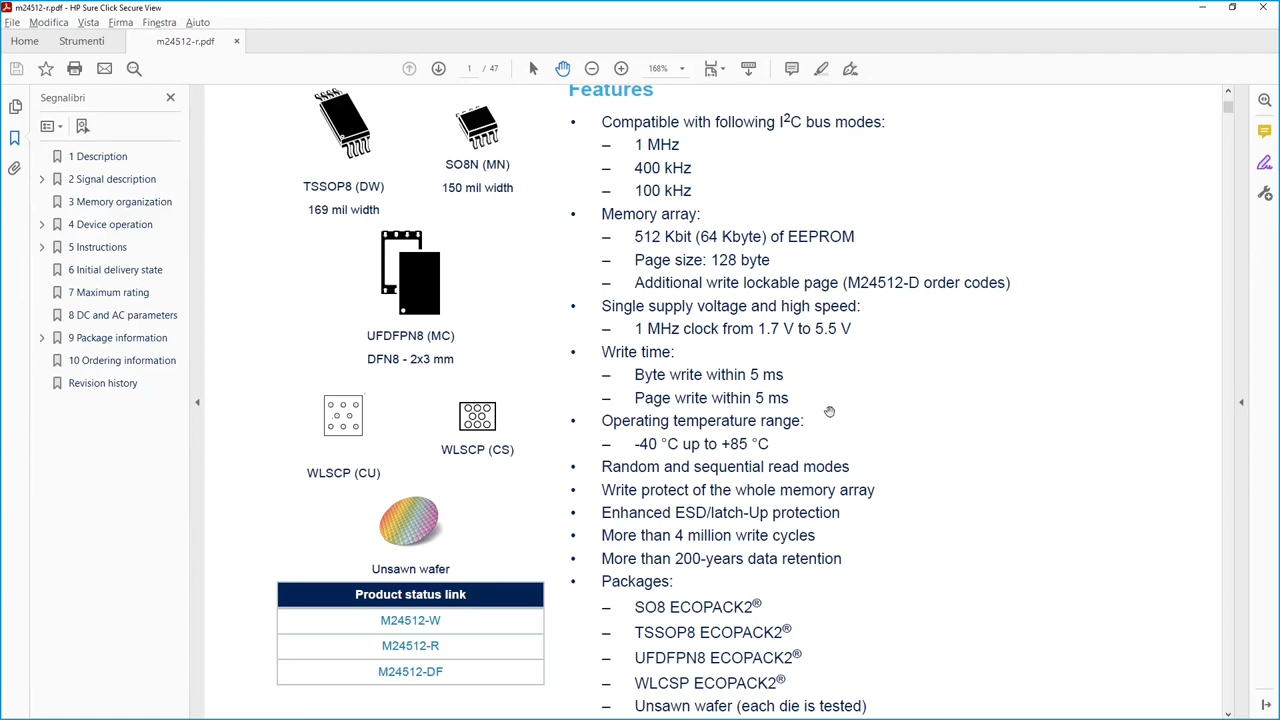 m24512-r.pdf - HP Sure Click Secure View
File Modifica Vista Firma Finestra Aiuto
Home Strumenti m24512-r.pdf ×
1 / 47 168%
Segnalibri
1 Description
2 Signal description
3 Memory organization
4 Device operation
5 Instructions
6 Initial delivery state
7 Maximum rating
8 DC and AC parameters
9 Package information
10 Ordering information
Revision history
TSSOP8 (DW)
169 mil width
SO8N (MN)
150 mil width
UFDFPN8 (MC)
DFN8 - 2x3 mm
WLSCP (CU)
WLSCP (CS)
Unsawn wafer
Product status link
M24512-W
M24512-R
M24512-DF
Features
• Compatible with following I²C bus modes:
– 1 MHz
– 400 kHz
– 100 kHz
• Memory array:
– 512 Kbit (64 Kbyte) of EEPROM
– Page size: 128 byte
– Additional write lockable page (M24512-D order codes)
• Single supply voltage and high speed:
– 1 MHz clock from 1.7 V to 5.5 V
• Write time:
– Byte write within 5 ms
– Page write within 5 ms
• Operating temperature range:
– -40 °C up to +85 °C
• Random and sequential read modes
• Write protect of the whole memory array
• Enhanced ESD/latch-Up protection
• More than 4 million write cycles
• More than 200-years data retention
• Packages:
– SO8 ECOPACK2®
– TSSOP8 ECOPACK2®
– UFDFPN8 ECOPACK2®
– WLCSP ECOPACK2®
– Unsawn wafer (each die is tested)